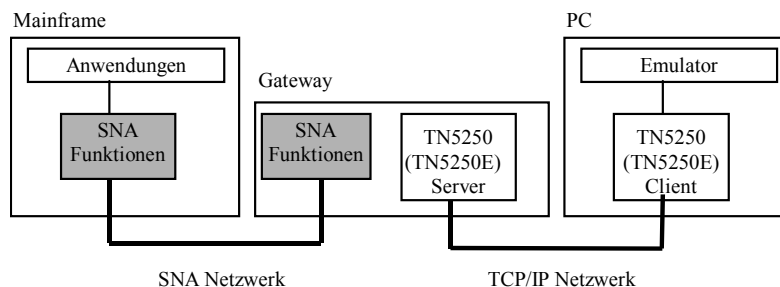 Mainframe
Anwendungen
SNA
Funktionen
Gateway
SNA
Funktionen
TN5250
(TN5250E)
Server
PC
Emulator
TN5250
(TN5250E)
Client
SNA Netzwerk
TCP/IP Netzwerk